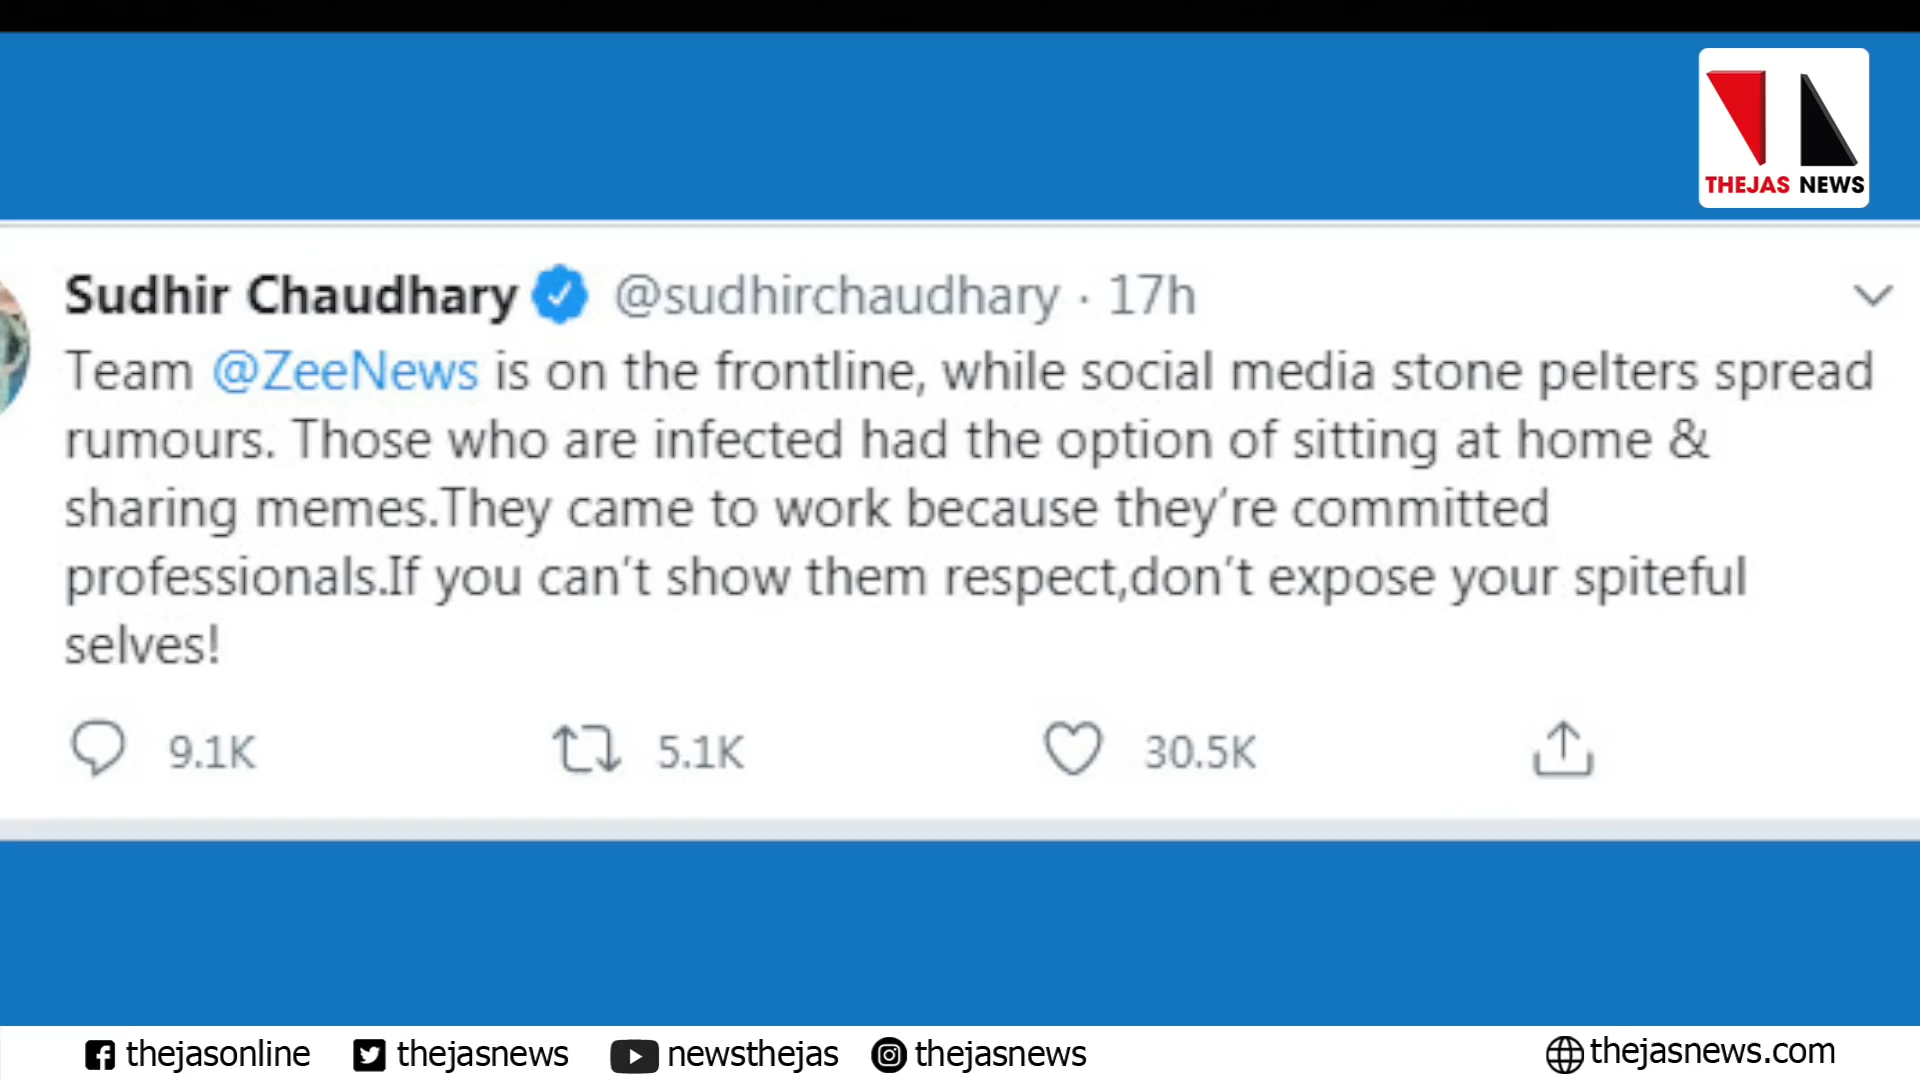 THEJAS NEWS
Sudhir Chaudhary @sudhirchaudhary · 17h
Team @ZeeNews is on the frontline, while social media stone pelters spread
rumours. Those who are infected had the option of sitting at home &
sharing memes.They came to work because they're committed
professionals.If you can't show them respect,don't expose your spiteful
selves!
9.1K 5.1K 30.5K
thejasonline thejasnews newsthejas thejasnews thejasnews.com